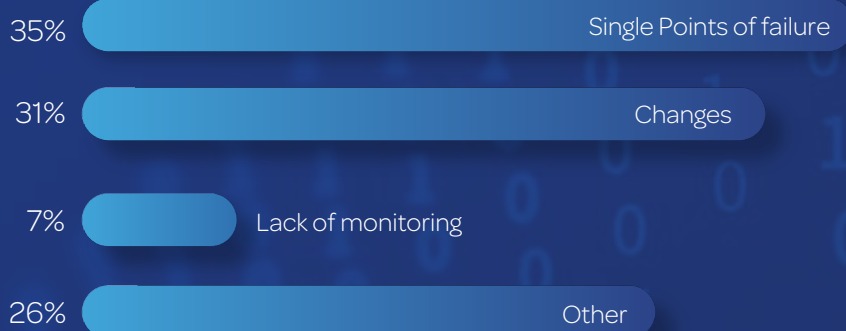 35% Single Points of failure
31% Changes
7% Lack of monitoring
26% Other